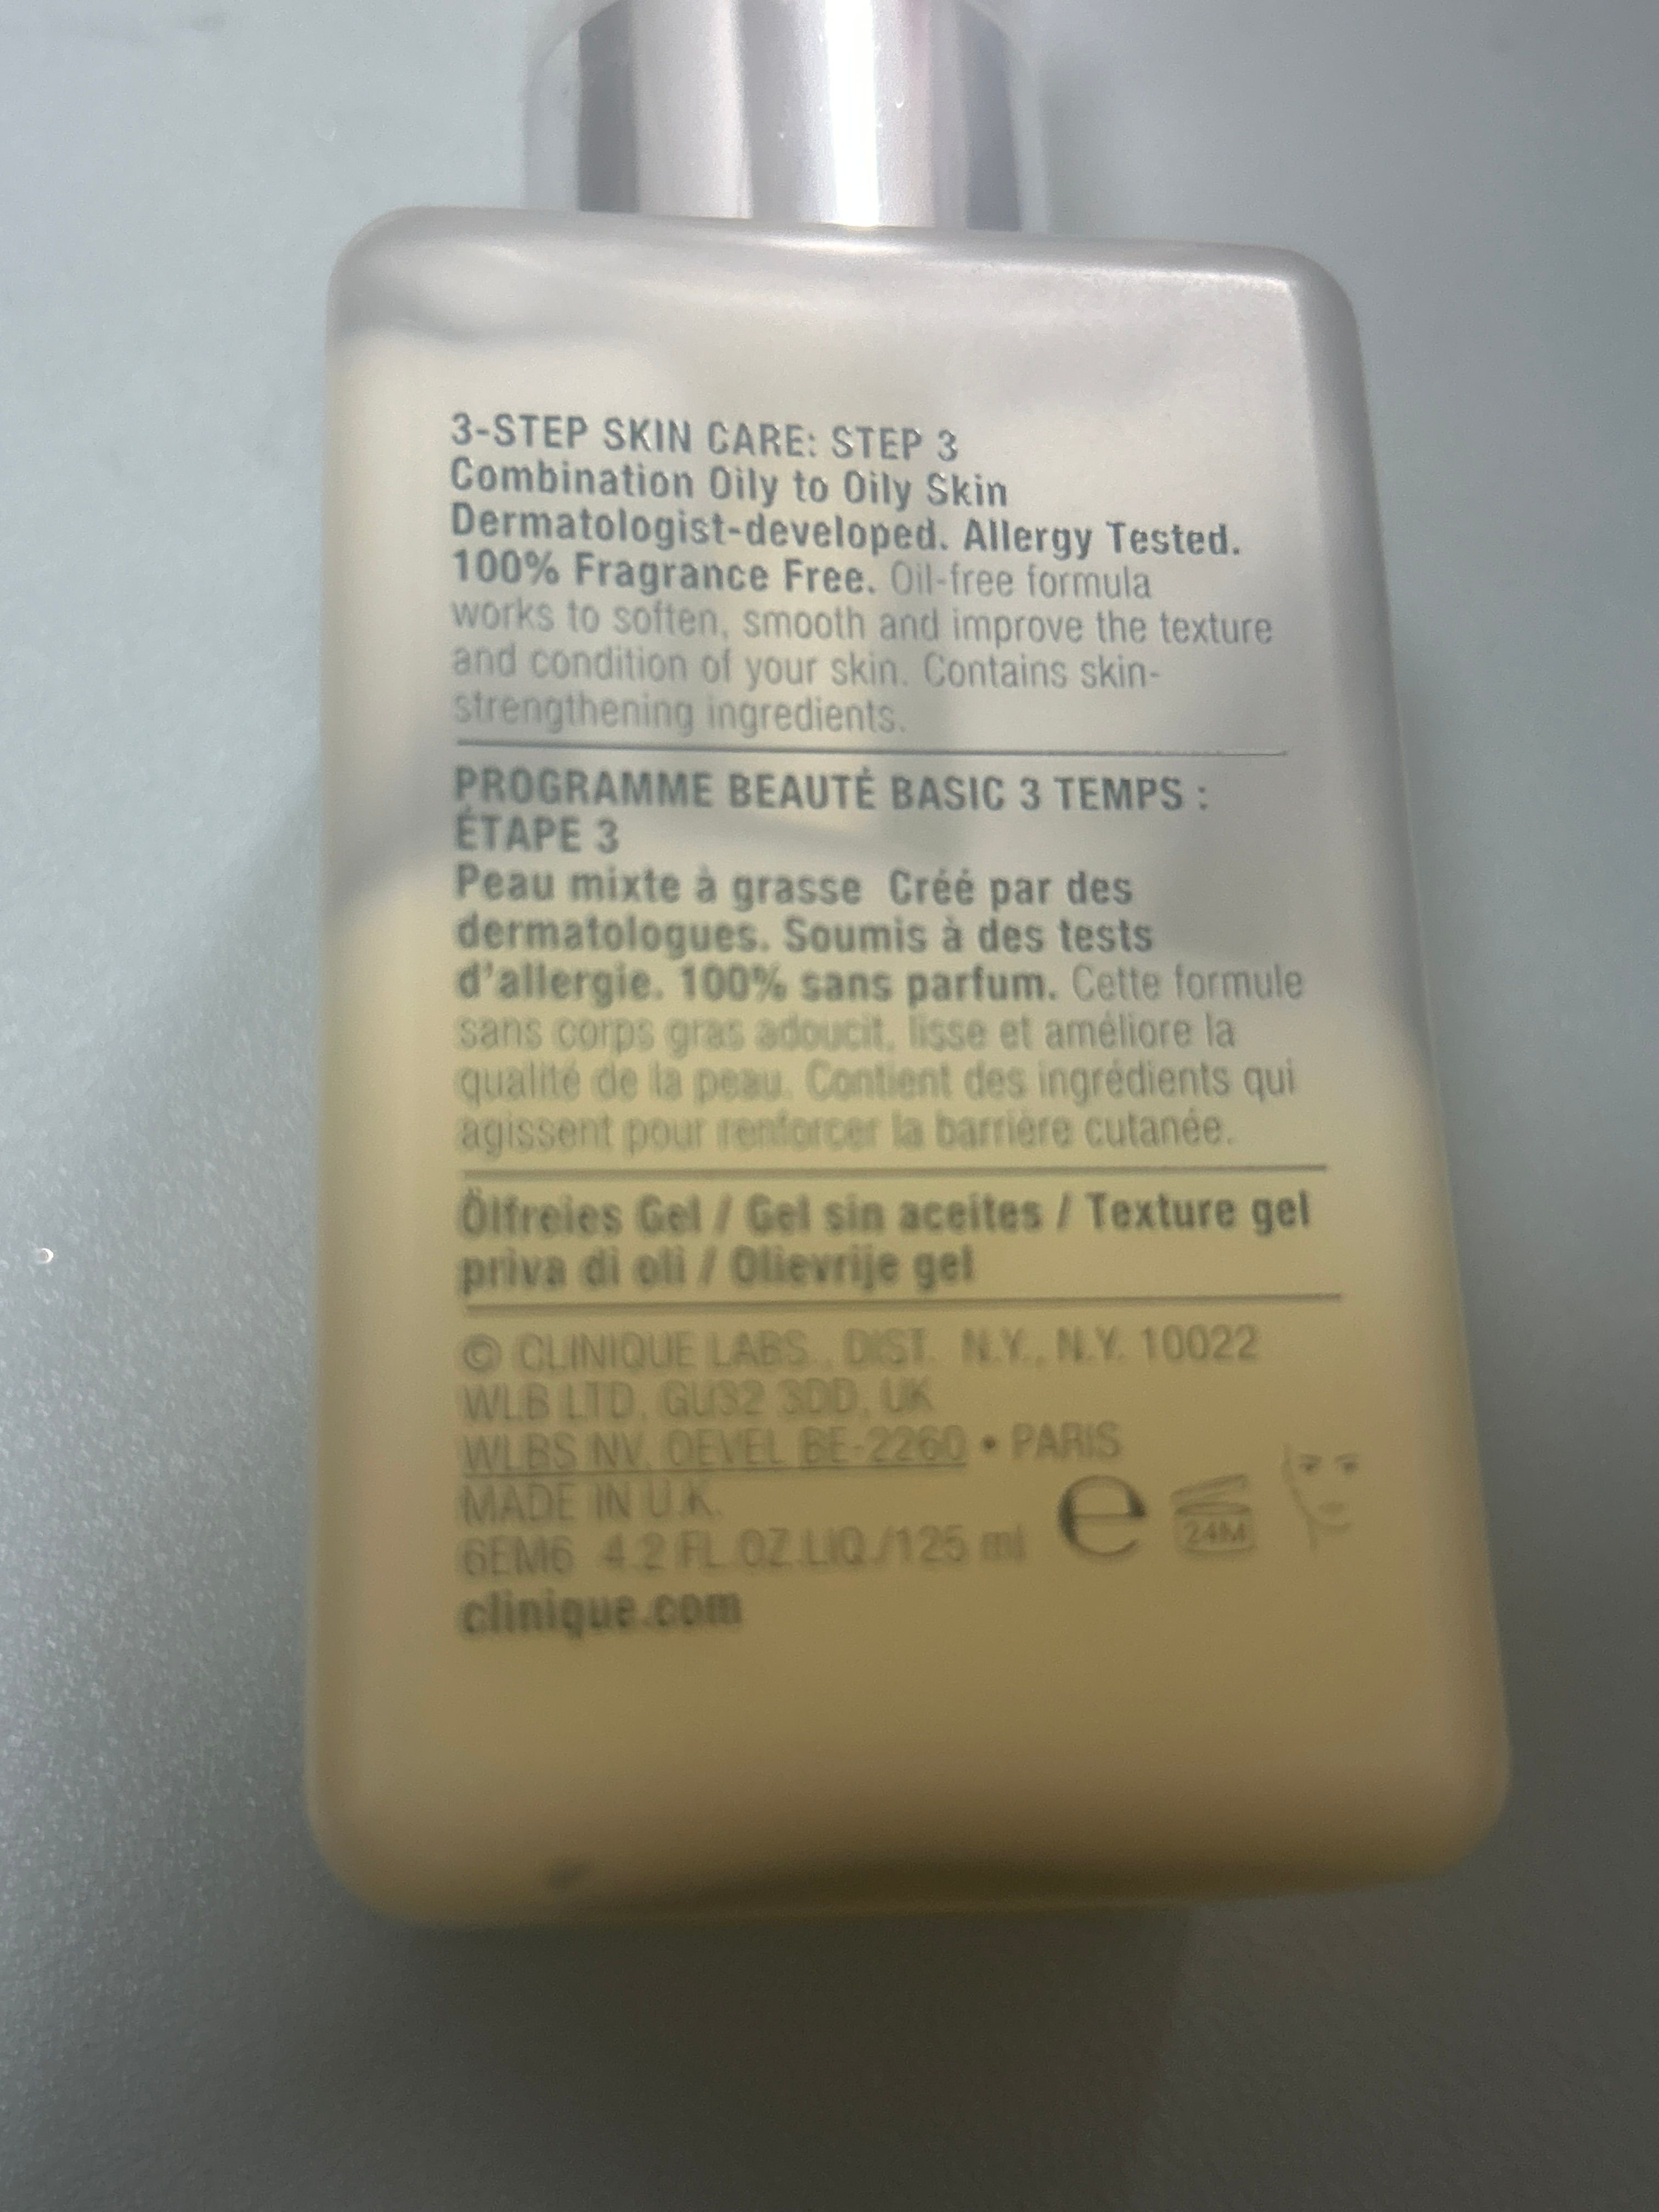 3-STEP SKIN CARE: STEP 3
Combination Oily to Oily Skin
Dermatologist-developed. Allergy Tested.
100% Fragrance Free. Oil-free formula
works to soften, smooth and improve the texture
and condition of your skin. Contains skin-
strengthening ingredients.
PROGRAMME BEAUTÉ BASIC 3 TEMPS :
ÉTAPE 3
Peau mixte à grasse Créé par des
dermatologues. Soumis à des tests
d'allergie. 100% sans parfum. Cette formule
sans corps gras adoucit, lisse et améliore la
qualité de la peau. Contient des ingrédients qui
agissent pour renforcer la barrière cutanée.
Ölfreies Gel / Gel sin aceites / Texture gel
priva di oli / Olievrije gel
© CLINIQUE LABS., DIST. N.Y., N.Y. 10022
WLB LTD, GU32 3DD, UK
WLBS NV, OEVEL BE-2260 • PARIS
MADE IN U.K.
6EM6 4.2 FL.OZ.LIQ./125 ml e 24M
clinique.com